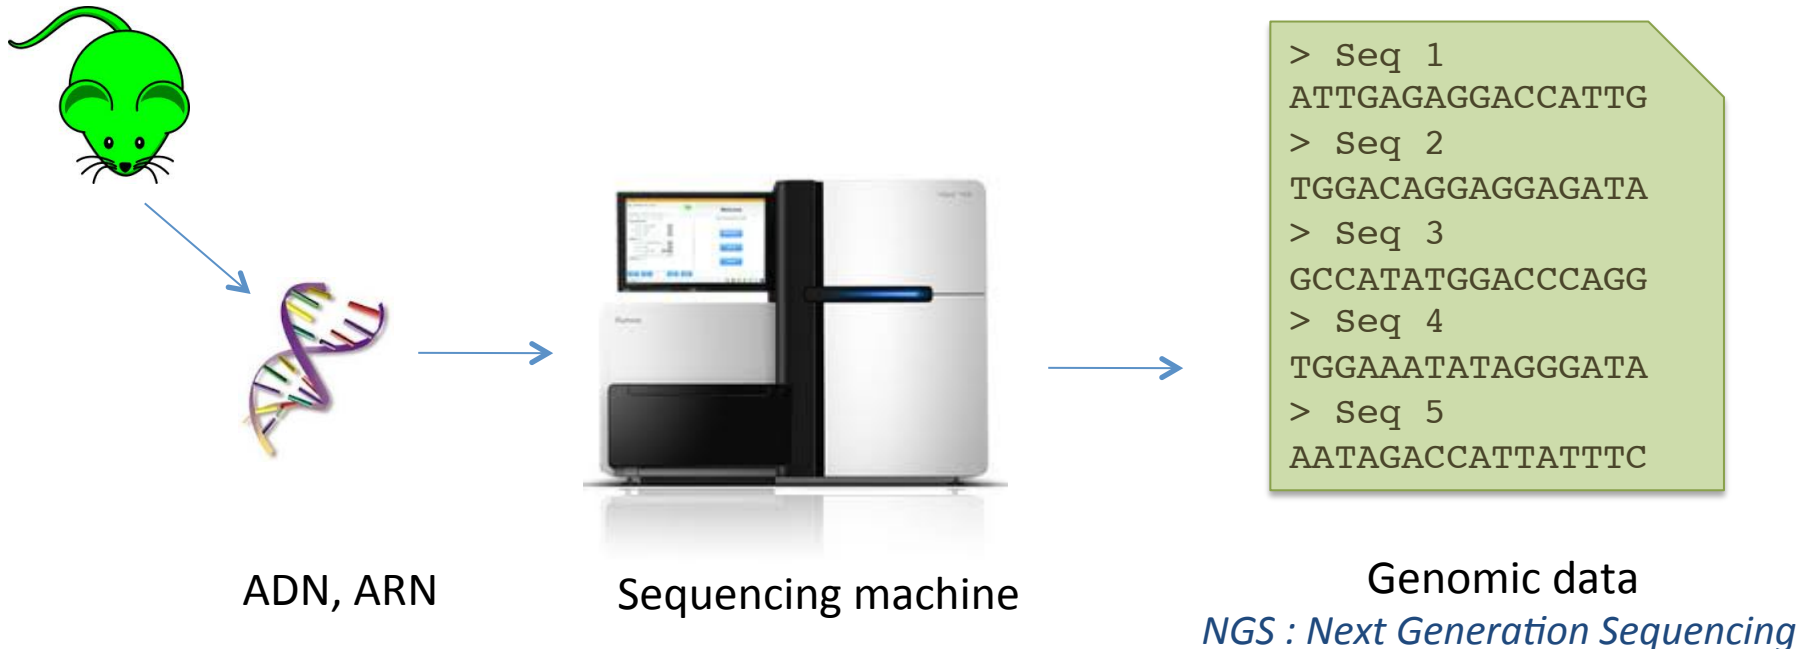 > Seq 1
ATTGAGAGGACCATTG
> Seq 2
TGGACAGGAGGAGATA
> Seq 3
GCCATATGGACCCAGG
> Seq 4
TGGAAATATAGGGATA
> Seq 5
AATAGACCATTATTTC
ADN, ARN
Sequencing machine
Genomic data
NGS : Next Generation Sequencing